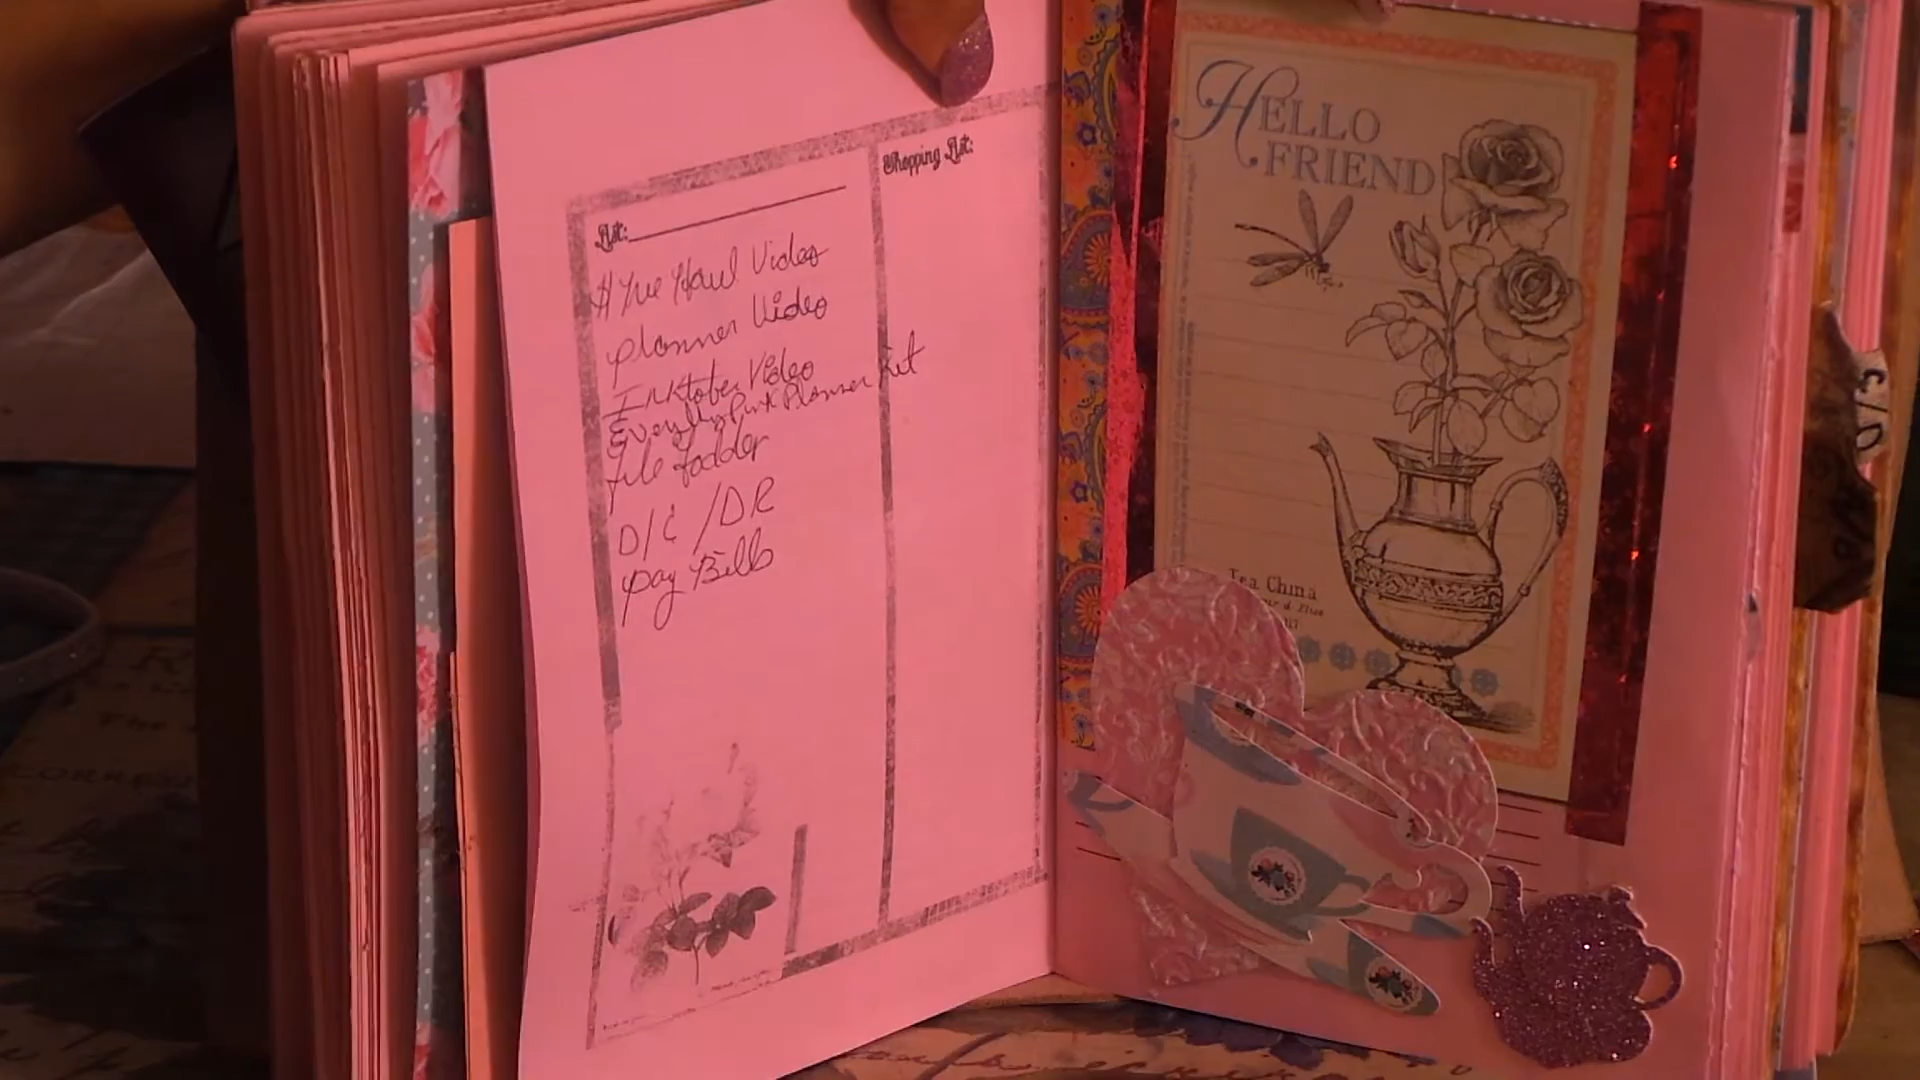 List:
Shopping List:
Haul Video
planner Video
Inktober Video
Everything Pink Planner Kit
file fodder
D/C /DR
pay Bills
HELLO
FRIEND
Tea China